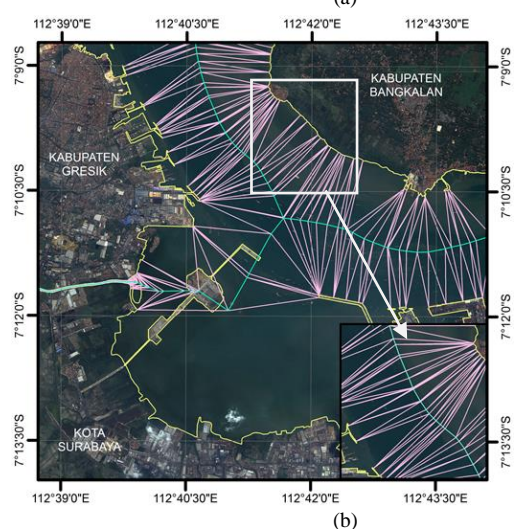 (a)
112°39'0"E 112°40'30"E 112°42'0"E 112°43'30"E
7°9'0"S
7°9'0"S
KABUPATEN
BANGKALAN
KABUPATEN
GRESIK
7°10'30"S
7°10'30"S
7°12'0"S
7°12'0"S
KOTA
SURABAYA
7°13'30"S
7°13'30"S
112°39'0"E 112°40'30"E 112°42'0"E 112°43'30"E
(b)